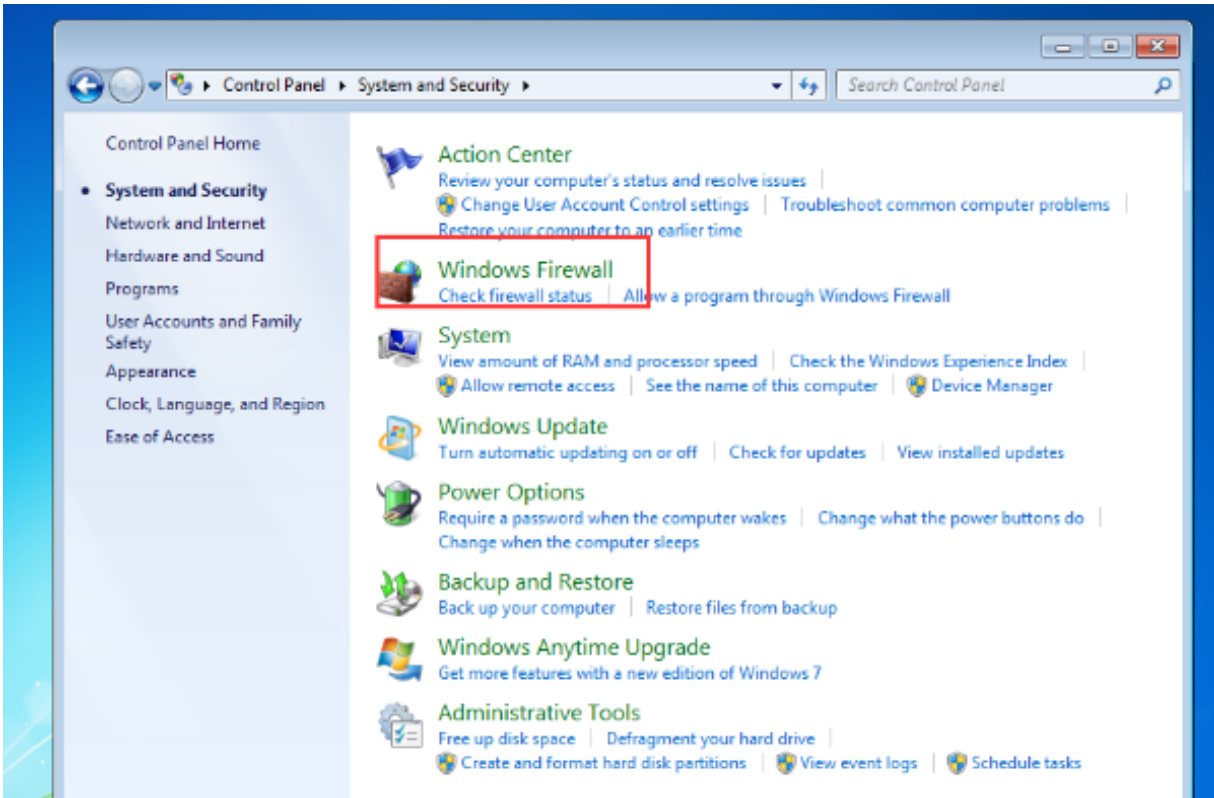 Control Panel System and Security
Search Control Panel
Control Panel Home
System and Security
Network and Internet
Hardware and Sound
Programs
User Accounts and Family
Safety
Appearance
Clock, Language, and Region
Ease of Access
Action Center
Review your computer's status and resolve issues
Change User Account Control settings Troubleshoot common computer problems
Restore your computer to an earlier time
Windows Firewall
Check firewall status Allow a program through Windows Firewall
System
View amount of RAM and processor speed Check the Windows Experience Index
Allow remote access See the name of this computer Device Manager
Windows Update
Turn automatic updating on or off Check for updates View installed updates
Power Options
Require a password when the computer wakes Change what the power buttons do
Change when the computer sleeps
Backup and Restore
Back up your computer Restore files from backup
Windows Anytime Upgrade
Get more features with a new edition of Windows 7
Administrative Tools
Free up disk space Defragment your hard drive
Create and format hard disk partitions View event logs Schedule tasks